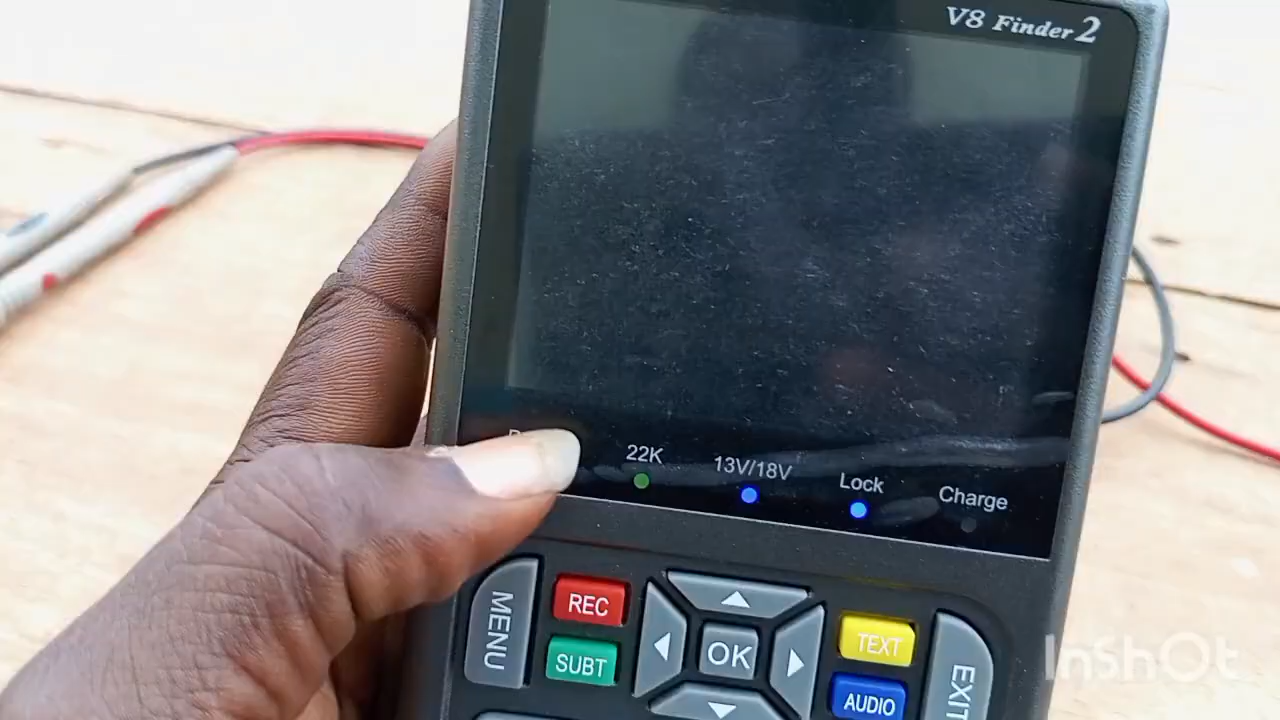 V8 Finder 2
22K
13V/18V
Lock
Charge
MENU
REC
SUBT
OK
TEXT
AUDIO
EXIT
InShOt